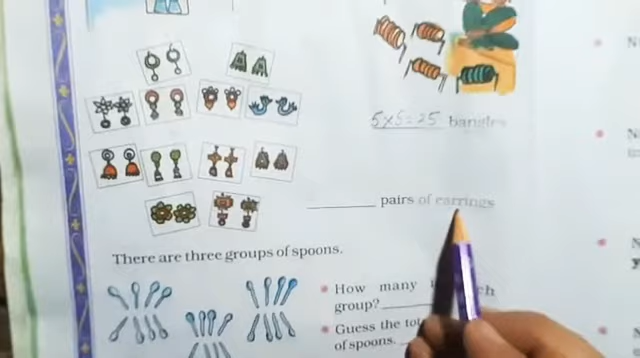 5×5=25 bangles
pairs of earrings
There are three groups of spoons.
How many
group?
Guess the
of spoons.